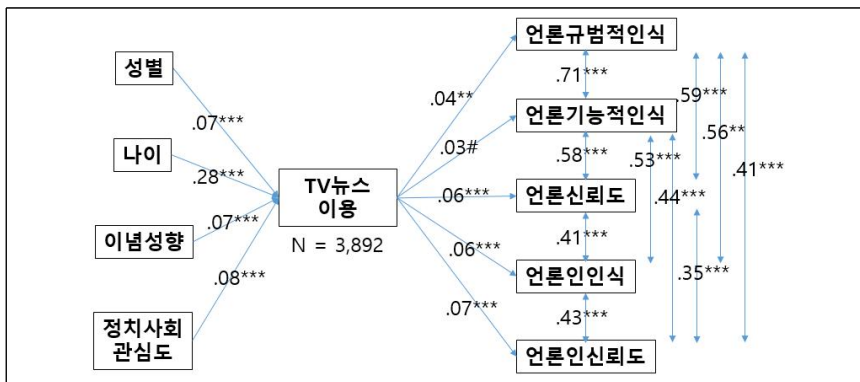 성별
나이
이념성향
정치사회
관심도
.07***
.28***
.07***
.08***
TV뉴스
이용
N = 3,892
.04**
.03#
.06***
.06***
.07***
언론규범적인식
언론기능적인식
언론신뢰도
언론인인식
언론인신뢰도
.71***
.58***
.41***
.43***
.59***
.53***
.56**
.44***
.35***
.41***